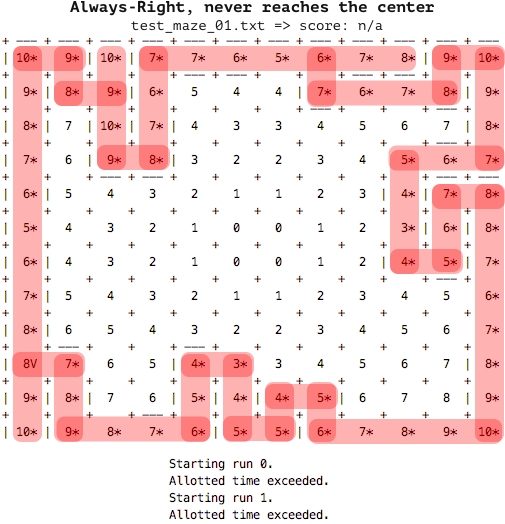 Always-Right, never reaches the center
test_maze_01.txt => score: n/a
+ --- + --- + --- + --- + --- + --- + --- + --- + --- + --- + --- + --- +
| 10*   9* | 10* | 7*   7*   6*   5*   6*   7*   8* | 9*   10* |
| 9* | 8*   9* | 6* | 5   4   4 | 7*   6*   7*   8* | 9* |
| 8* | 7 | 10* | 7* | 4   3   3   4   5   6   7 | 8* |
| 7* | 6 | 9*   8* | 3   2   2   3   4 | 5*   6*   7* |
| 6* | 5   4   3   2   1   1   2   3 | 4* | 7*   8* |
| 5* | 4   3   2   1   0   0   1   2 | 3* | 6* | 8* |
| 6* | 4   3   2   1   0   0   1   2 | 4*   5* | 7* |
| 7* | 5   4   3   2   1   1   2   3   4   5 | 6* |
| 8* | 6   5   4   3   2   2   3   4   5   6 | 7* |
| 8V   7* | 6   5 | 4*   3* | 3   4   5   6   7 | 8* |
| 9* | 8* | 7   6 | 5* | 4* | 4*   5* | 6   7   8 | 9* |
| 10* | 9*   8*   7*   6* | 5*   5* | 6*   7*   8*   9*   10* |
Starting run 0.
Allotted time exceeded.
Starting run 1.
Allotted time exceeded.